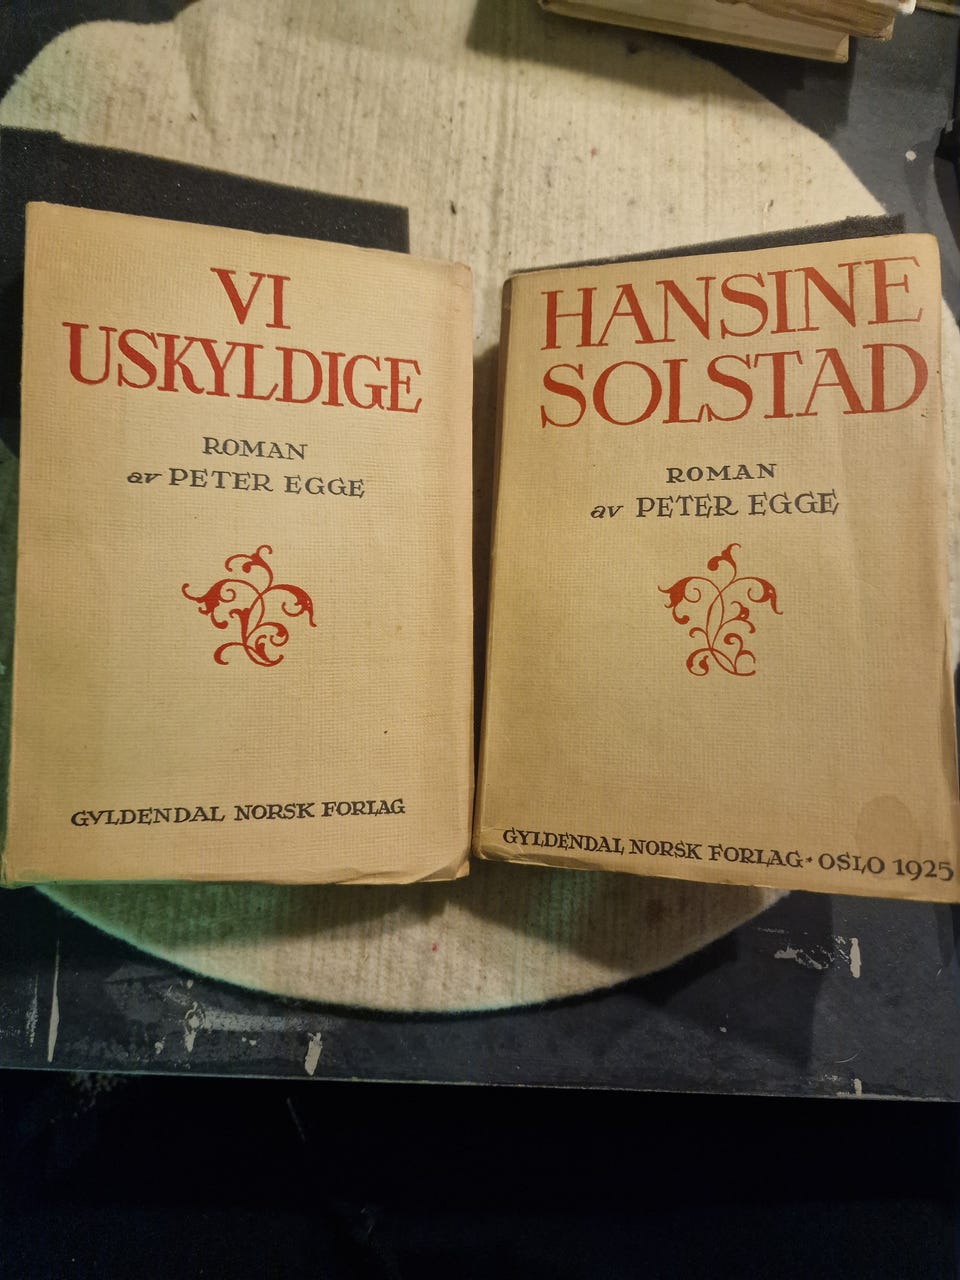 VI
USKYLDIGE
ROMAN
av PETER EGGE
GYLDENDAL NORSK FORLAG
HANSINE
SOLSTAD
ROMAN
av PETER EGGE
GYLDENDAL NORSK FORLAG · OSLO 1925